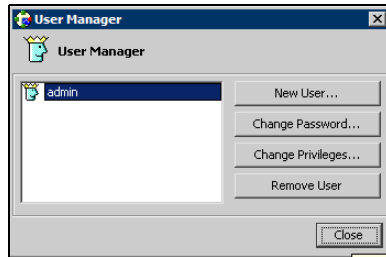 User Manager
User Manager
admin
New User...
Change Password...
Change Privileges...
Remove User
Close